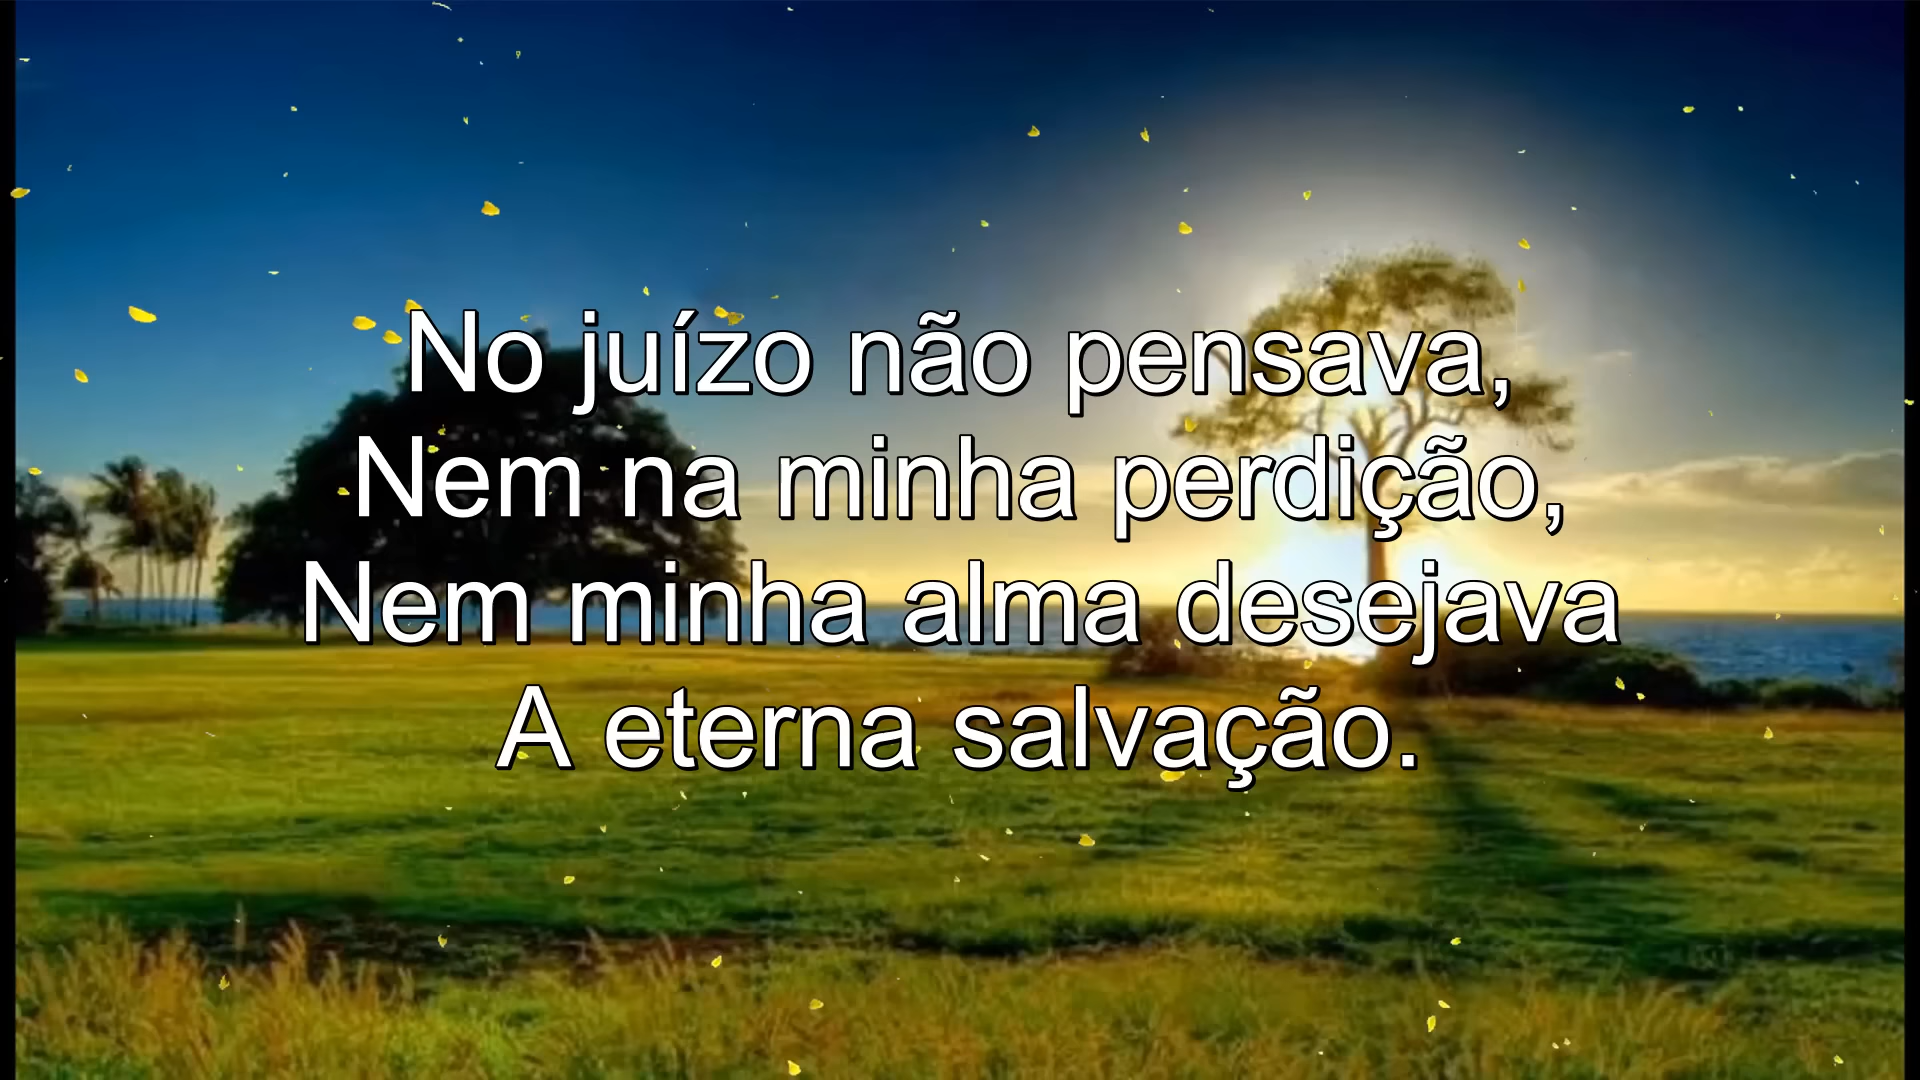 No juízo não pensava,
Nem na minha perdição,
Nem minha alma desejava
A eterna salvação.